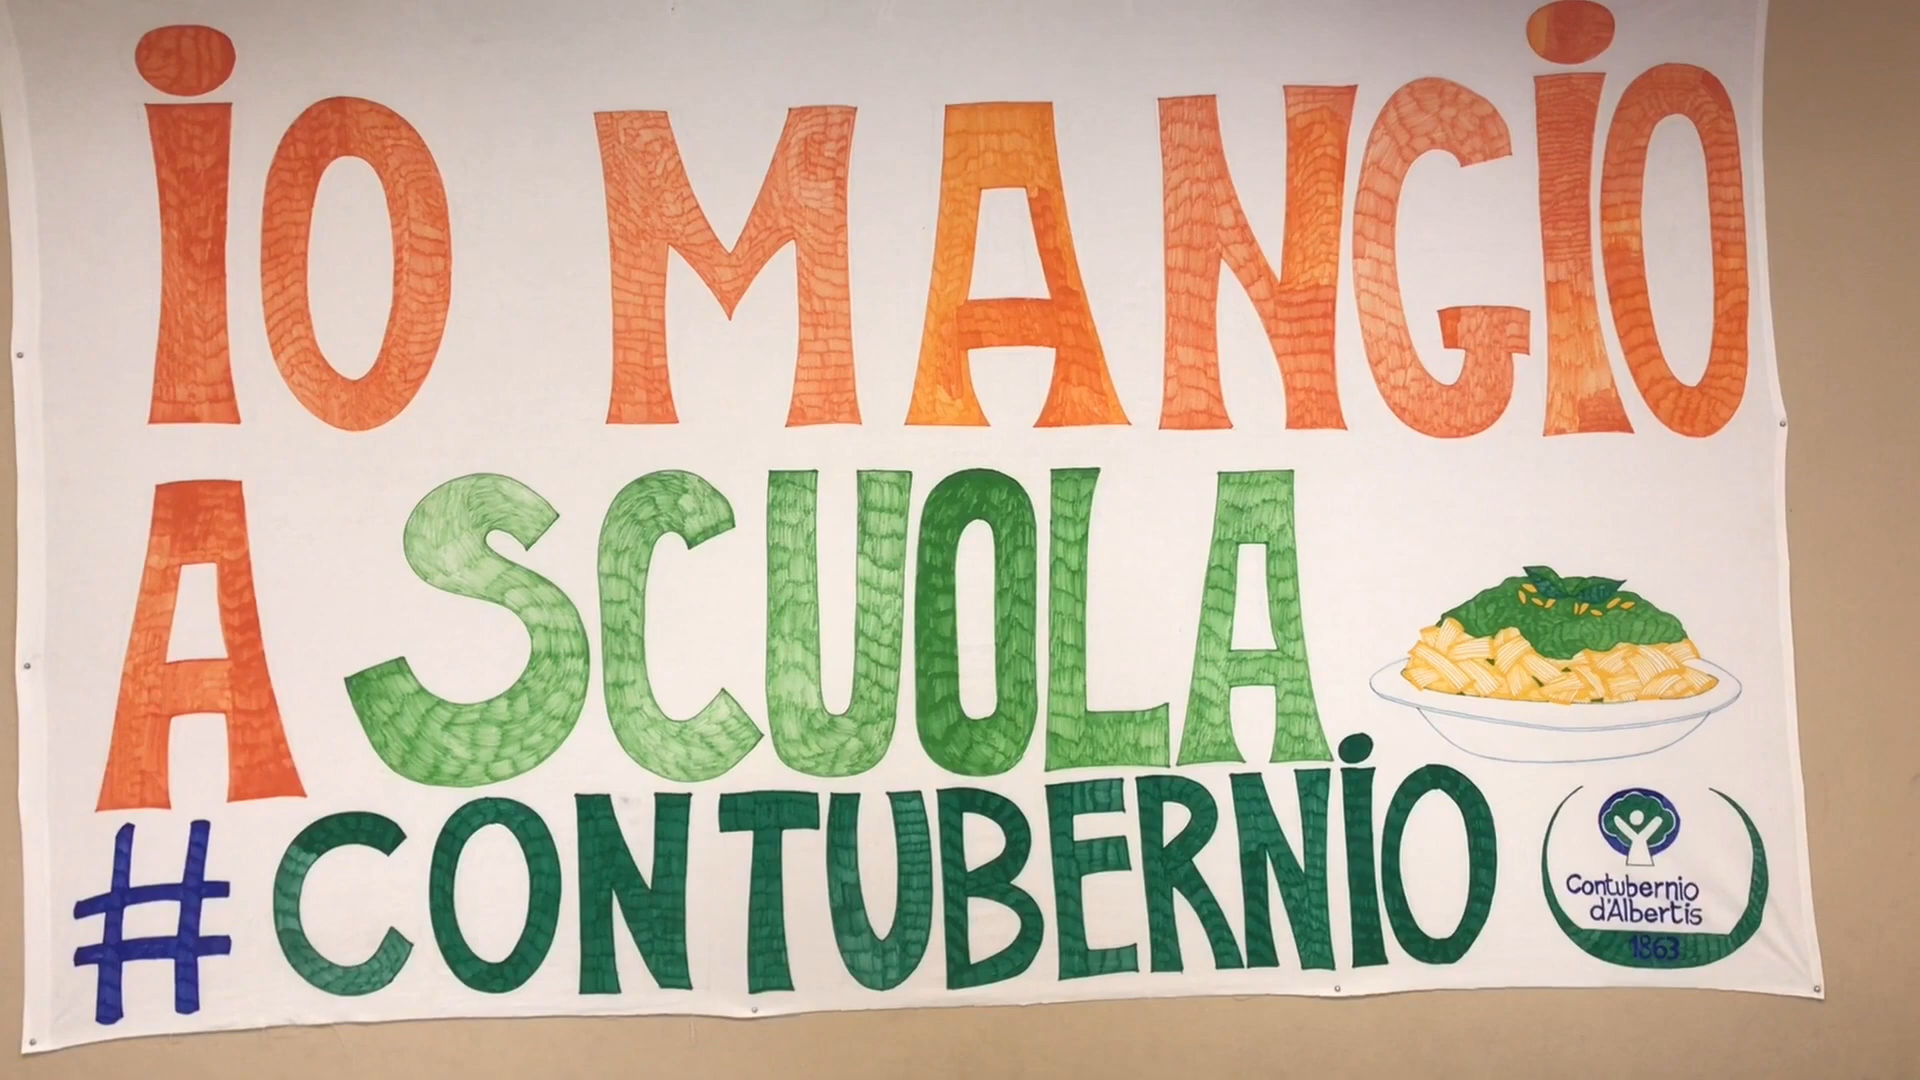 iO MANGiO
A SCUOLA
#CONTUBERNiO
Contubernio
d'Albertis
1863